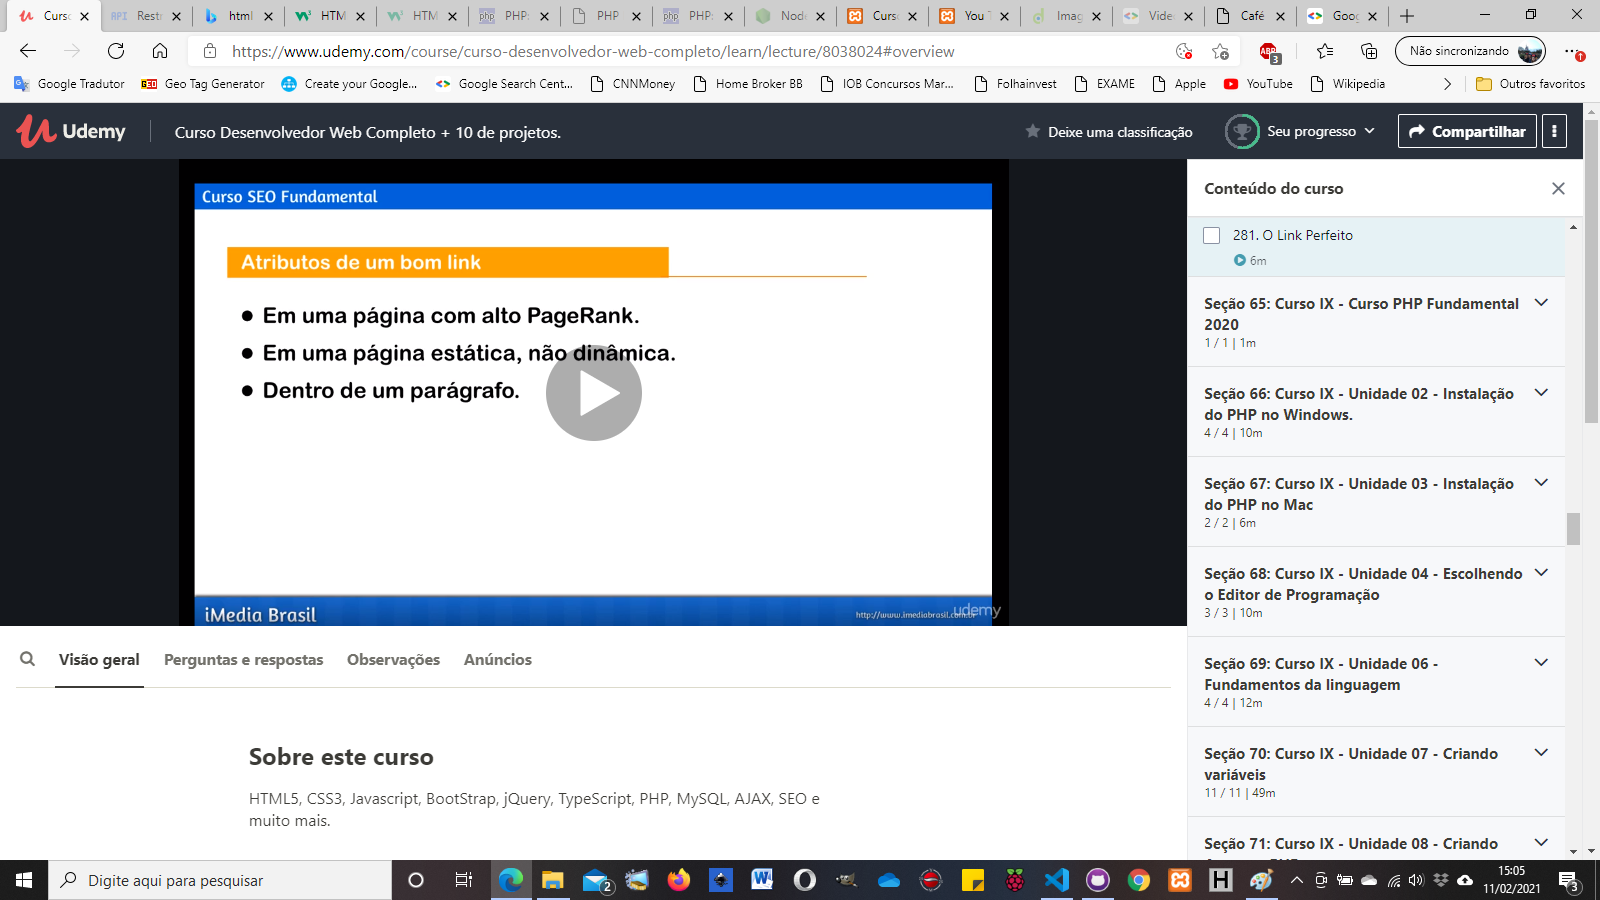 Curso
Restr
html
HTM
HTM
PHP:
PHP
PHP:
Node
Curso
You T
Imag
Vide
Café
Goog
https://www.udemy.com/course/curso-desenvolvedor-web-completo/learn/lecture/8038024#overview
ABP
3
Não sincronizando
Google Tradutor
GEO
Geo Tag Generator
Create your Google...
Google Search Cent...
CNNMoney
Home Broker BB
IOB Concursos Mar...
Folhainvest
EXAME
Apple
YouTube
Wikipedia
Outros favoritos
Udemy
Curso Desenvolvedor Web Completo + 10 de projetos.
Deixe uma classificação
Seu progresso
Compartilhar
Curso SEO Fundamental
Atributos de um bom link
● Em uma página com alto PageRank.
● Em uma página estática, não dinâmica.
● Dentro de um parágrafo.
iMedia Brasil
http://www.imediabrasil.com.br
udemy
Conteúdo do curso
281. O Link Perfeito
6m
Seção 65: Curso IX - Curso PHP Fundamental
2020
1 / 1 | 1m
Seção 66: Curso IX - Unidade 02 - Instalação
do PHP no Windows.
4 / 4 | 10m
Seção 67: Curso IX - Unidade 03 - Instalação
do PHP no Mac
2 / 2 | 6m
Seção 68: Curso IX - Unidade 04 - Escolhendo
o Editor de Programação
3 / 3 | 10m
Seção 69: Curso IX - Unidade 06 -
Fundamentos da linguagem
4 / 4 | 12m
Seção 70: Curso IX - Unidade 07 - Criando
variáveis
11 / 11 | 49m
Seção 71: Curso IX - Unidade 08 - Criando
Visão geral
Perguntas e respostas
Observações
Anúncios
Sobre este curso
HTML5, CSS3, Javascript, BootStrap, jQuery, TypeScript, PHP, MySQL, AJAX, SEO e
muito mais.
Digite aqui para pesquisar
2
15:05
11/02/2021
3